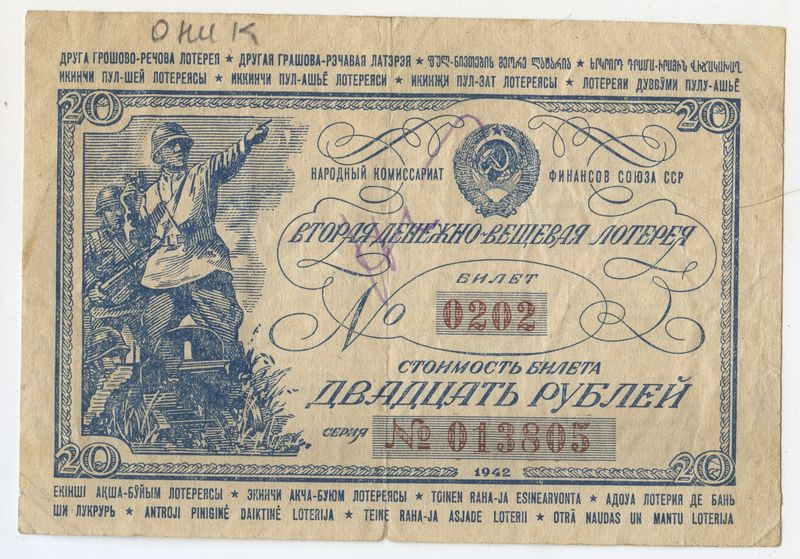 ОНИК
ДРУГА ГРОШОВО-РЕЧОВА ЛОТЕРЕЯ ★ ДРУГАЯ ГРАШОВА-РЭЧАВАЯ ЛАТЭРЭЯ ★ ՓՈՒԼ-
ИКИНЧИ ПУЛ-ШЕЙ ЛОТЕРЕЯСЫ ★ ИККИНЧИ ПУЛ-АШЬЁ ЛОТЕРЕЯСИ ★ ИКИНҖИ ПУЛ-ЗАТ ЛОТЕРЕЯСЫ ★ ЛОТЕРЕЯИ ДУВВӮМИ ПУЛУ-АШЬЁ
20 20
НАРОДНЫЙ КОМИССАРИАТ ФИНАНСОВ СОЮЗА ССР
ВТОРАЯ ДЕНЕЖНО-ВЕЩЕВАЯ ЛОТЕРЕЯ
БИЛЕТ
№ 0202
СТОИМОСТЬ БИЛЕТА
ДВАДЦАТЬ РУБЛЕЙ
СЕРИЯ № 013805
20 1942 20
ЕКІНШІ АҚША-БҰЙЫМ ЛОТЕРЕЯСЫ ★ ЭКИНЧИ АКЧА-БУЮМ ЛОТЕРЕЯСЫ ★ TOINEN RAHA-JA ESINEARVONTA ★ АДОУА ЛОТЕРИЯ ДЕ БАНЬ
ШИ ЛУКРУРЬ ★ ANTROJI PINIGINĖ DAIKTINĖ LOTERIJA ★ TEINE RAHA-JA ASJADE LOTERII ★ OTRĀ NAUDAS UN MANTU LOTERIJA